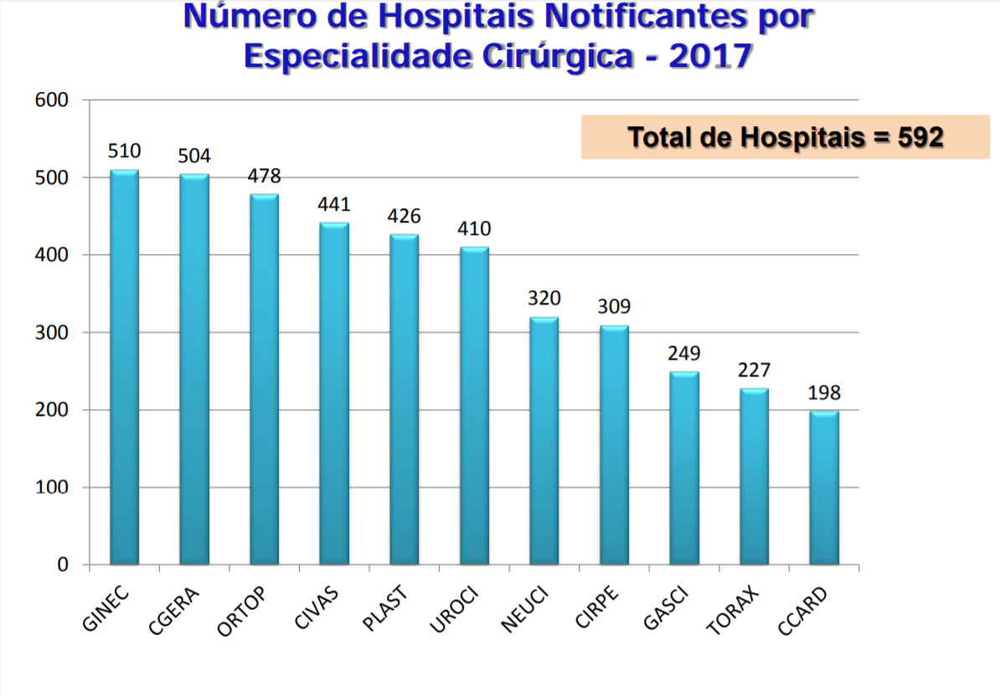 Número de Hospitais Notificantes por
Especialidade Cirúrgica - 2017
Total de Hospitais = 592
600
500
400
300
200
100
0
510
504
478
441
426
410
320
309
249
227
198
GINEC
CGERA
ORTOP
CIVAS
PLAST
UROCI
NEUCI
CIRPE
GASCI
TORAX
CCARD